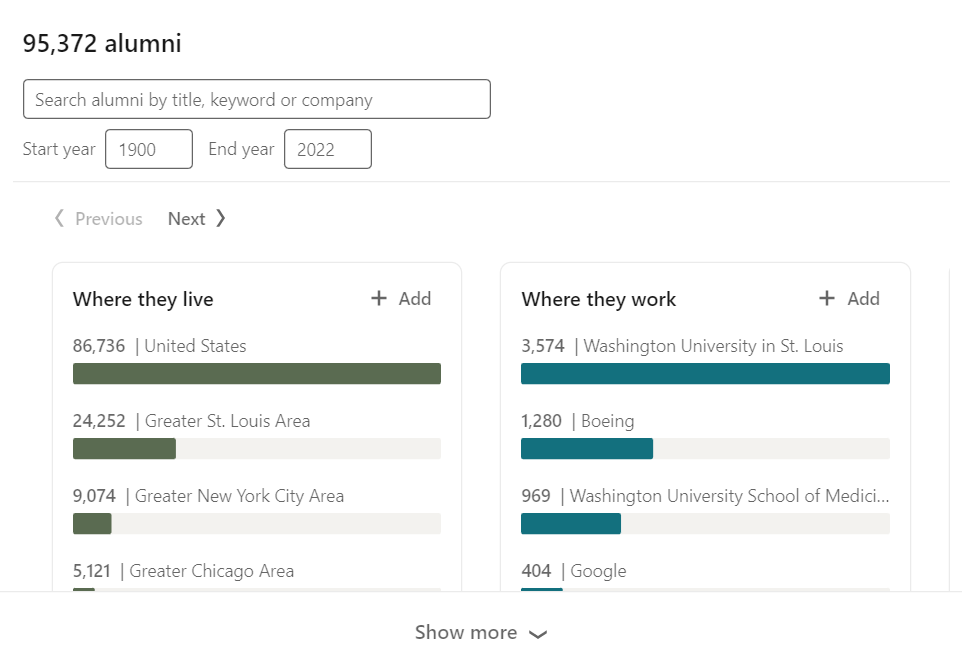 95,372 alumni
Search alumni by title, keyword or company
Start year 1900 End year 2022
Previous Next
Where they live + Add
86,736 | United States
24,252 | Greater St. Louis Area
9,074 | Greater New York City Area
5,121 | Greater Chicago Area
Where they work + Add
3,574 | Washington University in St. Louis
1,280 | Boeing
969 | Washington University School of Medici...
404 | Google
Show more